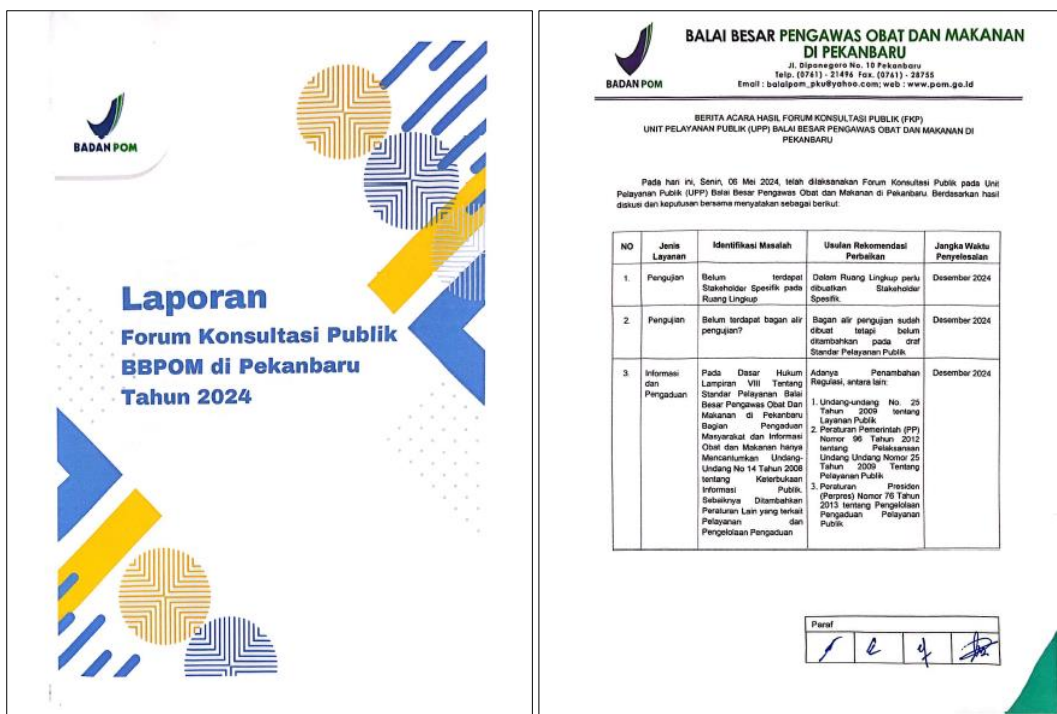 BADAN POM
Laporan
Forum Konsultasi Publik
BBPOM di Pekanbaru
Tahun 2024
BADAN POM
BALAI BESAR PENGAWAS OBAT DAN MAKANAN
DI PEKANBARU
Jl. Diponegoro No. 10 Pekanbaru
Telp. (0761) - 21496 Fax. (0761) - 28755
Email : balaipom_pku@yahoo.com; web : www.pom.go.id
BERITA ACARA HASIL FORUM KONSULTASI PUBLIK (FKP)
UNIT PELAYANAN PUBLIK (UPP) BALAI BESAR PENGAWAS OBAT DAN MAKANAN DI
PEKANBARU
Pada hari ini, Senin, 06 Mei 2024, telah dilaksanakan Forum Konsultasi Publik pada Unit
Pelayanan Publik (UPP) Balai Besar Pengawas Obat dan Makanan di Pekanbaru. Berdasarkan hasil
diskusi dan keputusan bersama menyatakan sebagai berikut:
NO
Jenis
Layanan
Identifikasi Masalah
Usulan Rekomendasi
Perbaikan
Jangka Waktu
Penyelesaian
1.
Pengujian
Belum terdapat
Stakeholder Spesifik pada
Ruang Lingkup
Dalam Ruang Lingkup perlu
dibuatkan Stakeholder
Spesifik.
Desember 2024
2.
Pengujian
Belum terdapat bagan alir
pengujian?
Bagan alir pengujian sudah
dibuat tetapi belum
ditambahkan pada draf
Standar Pelayanan Publik
Desember 2024
3.
Informasi
dan
Pengaduan
Pada Dasar Hukum
Lampiran VIII Tentang
Standar Pelayanan Balai
Besar Pengawas Obat Dan
Makanan di Pekanbaru
Bagian Pengaduan
Masyarakat dan Informasi
Obat dan Makanan hanya
Mencantumkan Undang-
Undang No 14 Tahun 2008
tentang Keterbukaan
Informasi Publik.
Sebaiknya Ditambahkan
Peraturan Lain yang terkait
Pelayanan dan
Pengelolaan Pengaduan
Adanya Penambahan
Regulasi, antara lain:
1. Undang-undang No. 25
Tahun 2009 tentang
Layanan Publik
2. Peraturan Pemerintah (PP)
Nomor 96 Tahun 2012
tentang Pelaksanaan
Undang Undang Nomor 25
Tahun 2009 Tentang
Pelayanan Publik
3. Peraturan Presiden
(Perpres) Nomor 76 Tahun
2013 tentang Pengelolaan
Pengaduan Pelayanan
Publik
Desember 2024
Paraf